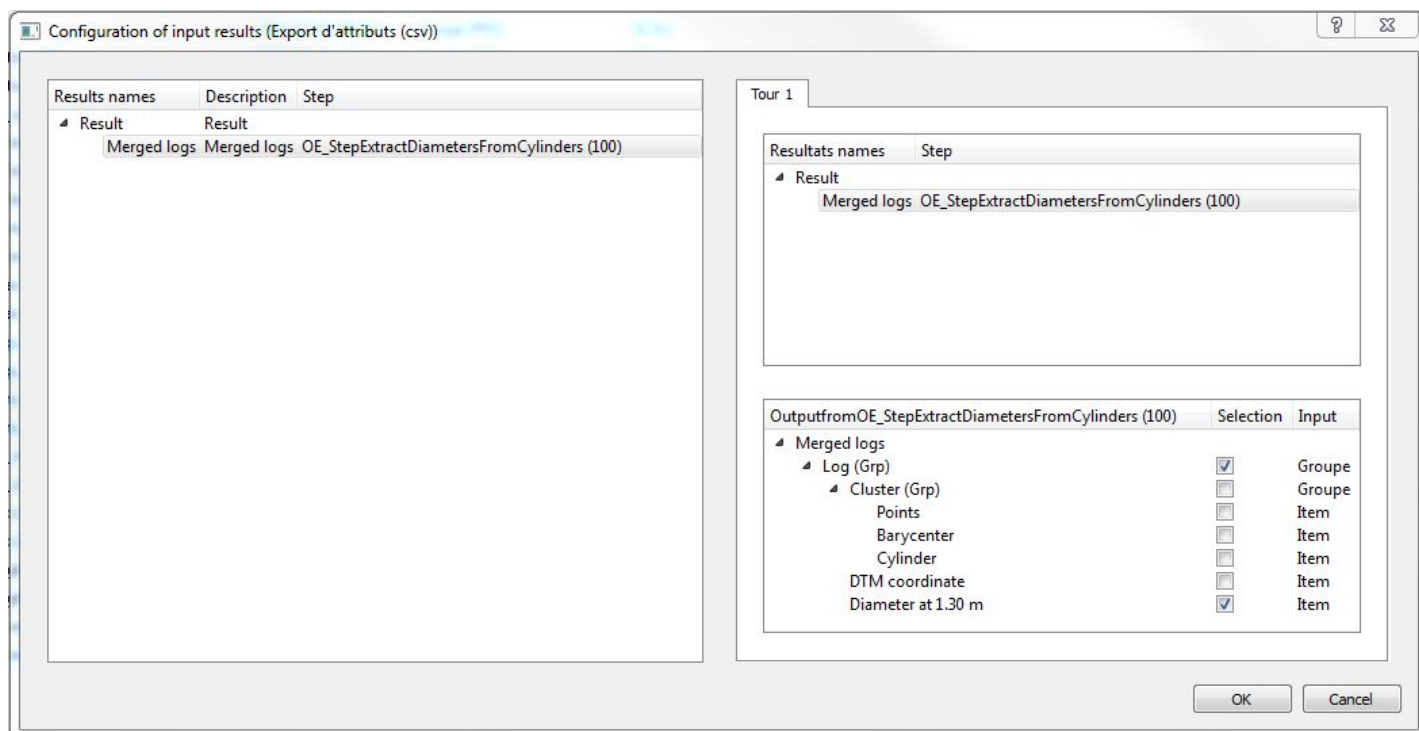 Configuration of input results (Export d'attributs (csv))
Results names Description Step
Result Result
Merged logs Merged logs OE_StepExtractDiametersFromCylinders (100)
Tour 1
Resultats names Step
Result
Merged logs OE_StepExtractDiametersFromCylinders (100)
OutputfromOE_StepExtractDiametersFromCylinders (100) Selection Input
Merged logs
Log (Grp) Groupe
Cluster (Grp) Groupe
Points Item
Barycenter Item
Cylinder Item
DTM coordinate Item
Diameter at 1.30 m Item
OK Cancel